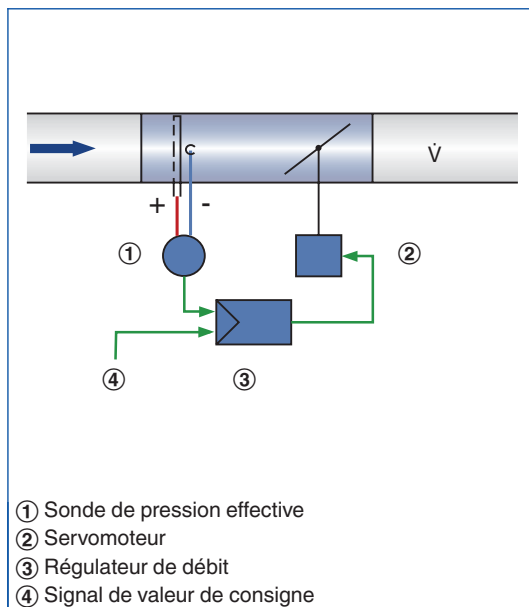 V̇
+ -
①
②
④
③
① Sonde de pression effective
② Servomoteur
③ Régulateur de débit
④ Signal de valeur de consigne